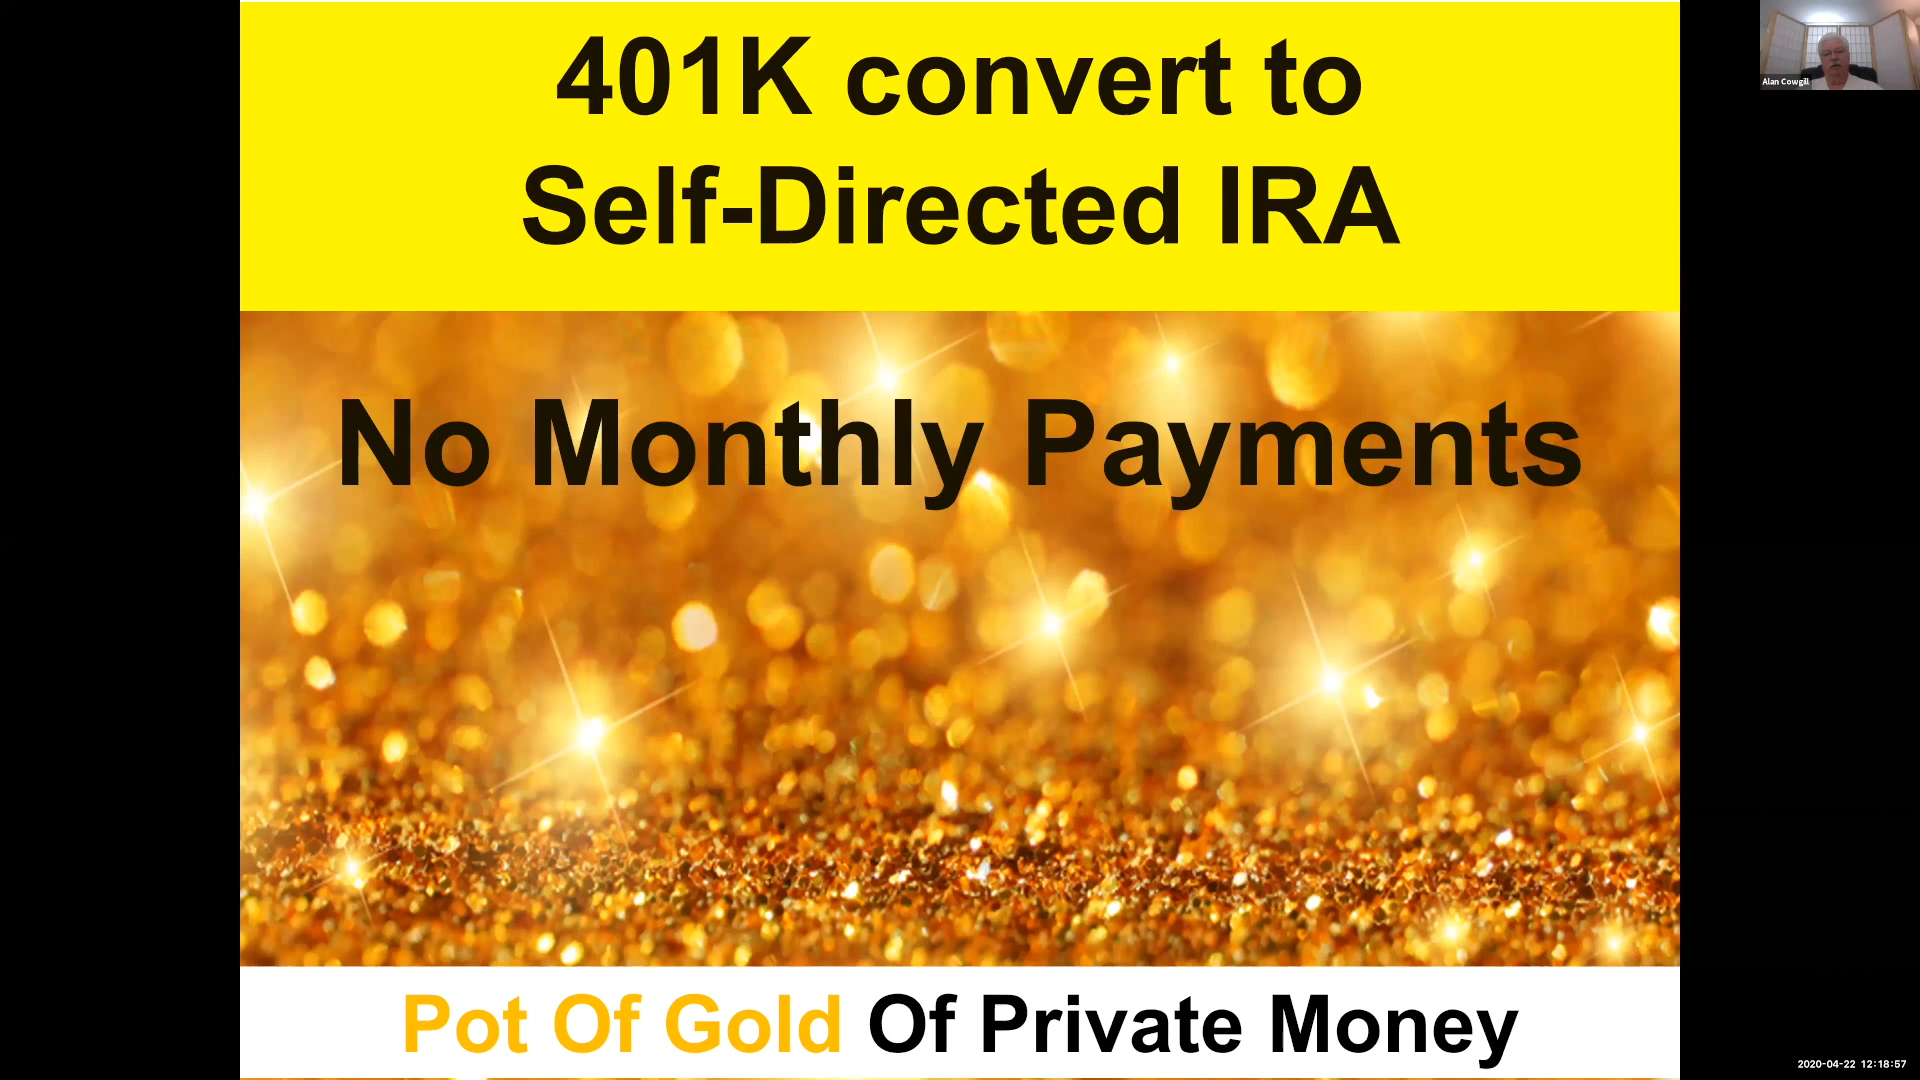 401K convert to
Self-Directed IRA
Alan Cowgill
No Monthly Payments
Pot Of Gold Of Private Money
2020-04-22 12:18:57